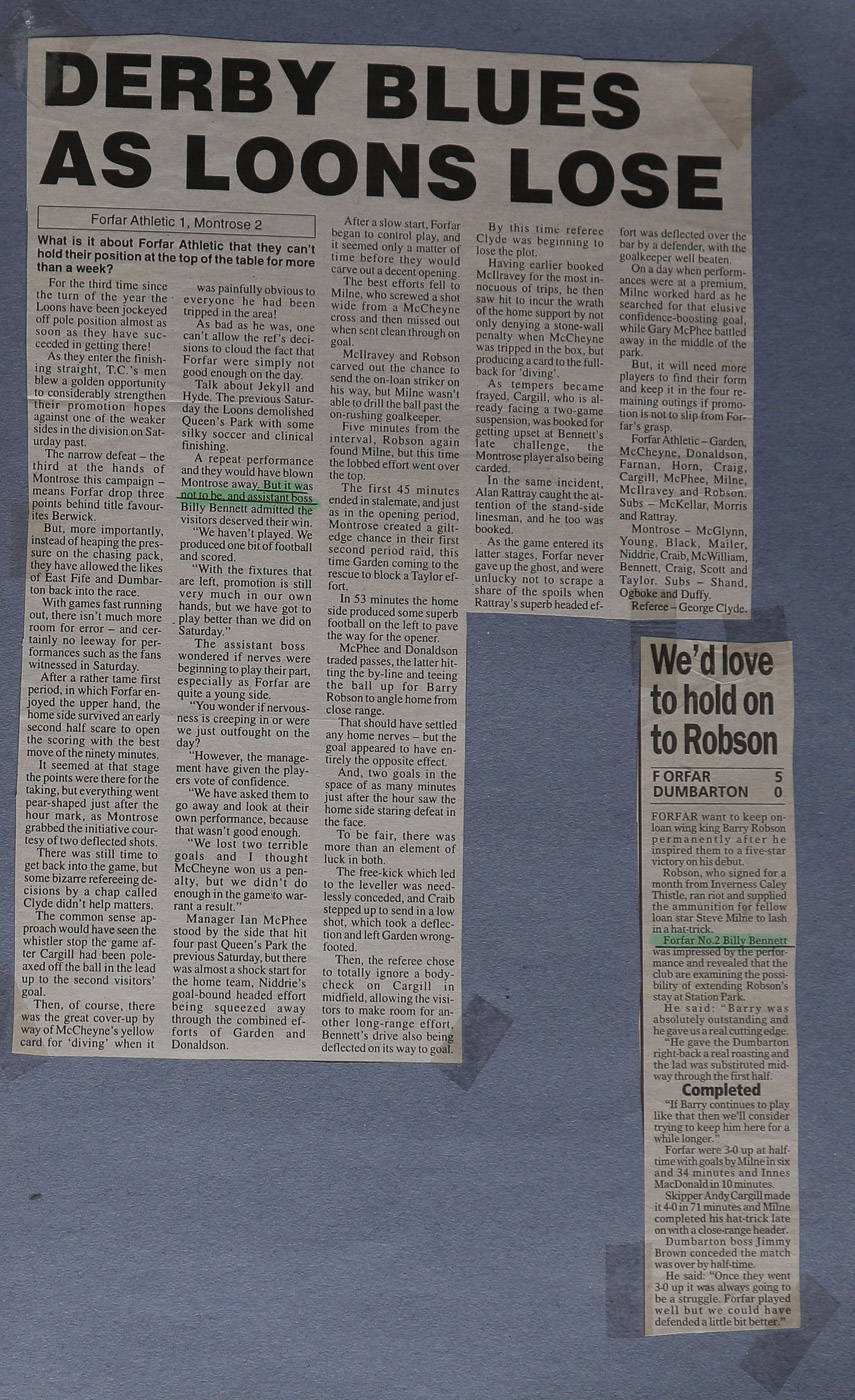 DERBY BLUES
AS LOONS LOSE
Forfar Athletic 1, Montrose 2
What is it about Forfar Athletic that they can't
hold their position at the top of the table for more
than a week?
For the third time since
the turn of the year the
Loons have been jockeyed
off pole position almost as
soon as they have suc-
ceeded in getting there!
As they enter the finish-
ing straight, T.C.'s men
blew a golden opportunity
to considerably strengthen
their promotion hopes
against one of the weaker
sides in the division on Sat-
urday past.
The narrow defeat – the
third at the hands of
Montrose this campaign –
means Forfar drop three
points behind title favour-
ites Berwick.
But, more importantly,
instead of heaping the pres-
sure on the chasing pack,
they have allowed the likes
of East Fife and Dumbar-
ton back into the race.
With games fast running
out, there isn't much more
room for error – and cer-
tainly no leeway for per-
formances such as the fans
witnessed in Saturday.
After a rather tame first
period, in which Forfar en-
joyed the upper hand, the
home side survived an early
second half scare to open
the scoring with the best
move of the ninety minutes.
It seemed at that stage
the points were there for the
taking, but everything went
pear-shaped just after the
hour mark, as Montrose
grabbed the initiative cour-
tesy of two deflected shots.
There was still time to
get back into the game, but
some bizarre refereeing de-
cisions by a chap called
Clyde didn't help matters.
The common sense ap-
proach would have seen the
whistler stop the game af-
ter Cargill had been pole-
axed off the ball in the lead
up to the second visitors'
goal.
Then, of course, there
was the great cover-up by
way of McCheyne's yellow
card for 'diving' when it
was painfully obvious to
everyone he had been
tripped in the area!
As bad as he was, one
can't allow the ref's deci-
sions to cloud the fact that
Forfar were simply not
good enough on the day.
Talk about Jekyll and
Hyde. The previous Satur-
day the Loons demolished
Queen's Park with some
silky soccer and clinical
finishing.
A repeat performance
and they would have blown
Montrose away. But it was
not to be, and assistant boss
Billy Bennett admitted the
visitors deserved their win.
"We haven't played. We
produced one bit of football
and scored.
"With the fixtures that
are left, promotion is still
very much in our own
hands, but we have got to
play better than we did on
Saturday."
The assistant boss
wondered if nerves were
beginning to play their part,
especially as Forfar are
quite a young side.
"You wonder if nervous-
ness is creeping in or were
we just outfought on the
day?
"However, the manage-
ment have given the play-
ers vote of confidence.
"We have asked them to
go away and look at their
own performance, because
that wasn't good enough.
"We lost two terrible
goals and I thought
McCheyne won us a pen-
alty, but we didn't do
enough in the game to war-
rant a result."
Manager Ian McPhee
stood by the side that hit
four past Queen's Park the
previous Saturday, but there
was almost a shock start for
the home team, Niddrie's
goal-bound headed effort
being squeezed away
through the combined ef-
forts of Garden and
Donaldson.
After a slow start, Forfar
began to control play, and
it seemed only a matter of
time before they would
carve out a decent opening.
The best efforts fell to
Milne, who screwed a shot
wide from a McCheyne
cross and then missed out
when sent clean through on
goal.
McIlravey and Robson
carved out the chance to
send the on-loan striker on
his way, but Milne wasn't
able to drill the ball past the
on-rushing goalkeeper.
Five minutes from the
interval, Robson again
found Milne, but this time
the lobbed effort went over
the top.
The first 45 minutes
ended in stalemate, and just
as in the opening period,
Montrose created a gilt-
edge chance in their first
second period raid, this
time Garden coming to the
rescue to block a Taylor ef-
fort.
In 53 minutes the home
side produced some superb
football on the left to pave
the way for the opener.
McPhee and Donaldson
traded passes, the latter hit-
ting the by-line and teeing
the ball up for Barry
Robson to angle home from
close range.
That should have settled
any home nerves – but the
goal appeared to have en-
tirely the opposite effect.
And, two goals in the
space of as many minutes
just after the hour saw the
home side staring defeat in
the face.
To be fair, there was
more than an element of
luck in both.
The free-kick which led
to the leveller was need-
lessly conceded, and Craib
stepped up to send in a low
shot, which took a deflec-
tion and left Garden wrong-
footed.
Then, the referee chose
to totally ignore a body-
check on Cargill in
midfield, allowing the visi-
tors to make room for an-
other long-range effort,
Bennett's drive also being
deflected on its way to goal.
By this time referee
Clyde was beginning to
lose the plot.
Having earlier booked
McIlravey for the most in-
nocuous of trips, he then
saw hit to incur the wrath
of the home support by not
only denying a stone-wall
penalty when McCheyne
was tripped in the box, but
producing a card to the full-
back for 'diving'.
As tempers became
frayed, Cargill, who is al-
ready facing a two-game
suspension, was booked for
getting upset at Bennett's
late challenge, the
Montrose player also being
carded.
In the same incident,
Alan Rattray caught the at-
tention of the stand-side
linesman, and he too was
booked.
As the game entered its
latter stages, Forfar never
gave up the ghost, and were
unlucky not to scrape a
share of the spoils when
Rattray's superb headed ef-
fort was deflected over the
bar by a defender, with the
goalkeeper well beaten.
On a day when perform-
ances were at a premium,
Milne worked hard as he
searched for that elusive
confidence-boosting goal,
while Gary McPhee battled
away in the middle of the
park.
But, it will need more
players to find their form
and keep it in the four re-
maining outings if promo-
tion is not to slip from For-
far's grasp.
Forfar Athletic – Garden,
McCheyne, Donaldson,
Farnan, Horn, Craig,
Cargill, McPhee, Milne,
McIlravey and Robson.
Subs – McKellar, Morris
and Rattray.
Montrose – McGlynn,
Young, Black, Mailer,
Niddrie, Craib, McWilliam,
Bennett, Craig, Scott and
Taylor. Subs – Shand,
Ogboke and Duffy.
Referee – George Clyde.
We'd love
to hold on
to Robson
FORFAR 5
DUMBARTON 0
FORFAR want to keep on-
loan wing king Barry Robson
permanently after he
inspired them to a five-star
victory on his debut.
Robson, who signed for a
month from Inverness Caley
Thistle, ran riot and supplied
the ammunition for fellow
loan star Steve Milne to lash
in a hat-trick.
Forfar No.2 Billy Bennett
was impressed by the perfor-
mance and revealed that the
club are examining the possi-
bility of extending Robson's
stay at Station Park.
He said: "Barry was
absolutely outstanding and
he gave us a real cutting edge.
"He gave the Dumbarton
right-back a real roasting and
the lad was substituted mid-
way through the first half.
Completed
"If Barry continues to play
like that then we'll consider
trying to keep him here for a
while longer."
Forfar were 3-0 up at half-
time with goals by Milne in six
and 34 minutes and Innes
MacDonald in 10 minutes.
Skipper Andy Cargill made
it 4-0 in 71 minutes and Milne
completed his hat-trick late
on with a close-range header.
Dumbarton boss Jimmy
Brown conceded the match
was over by half-time.
He said: "Once they went
3-0 up it was always going to
be a struggle. Forfar played
well but we could have
defended a little bit better."